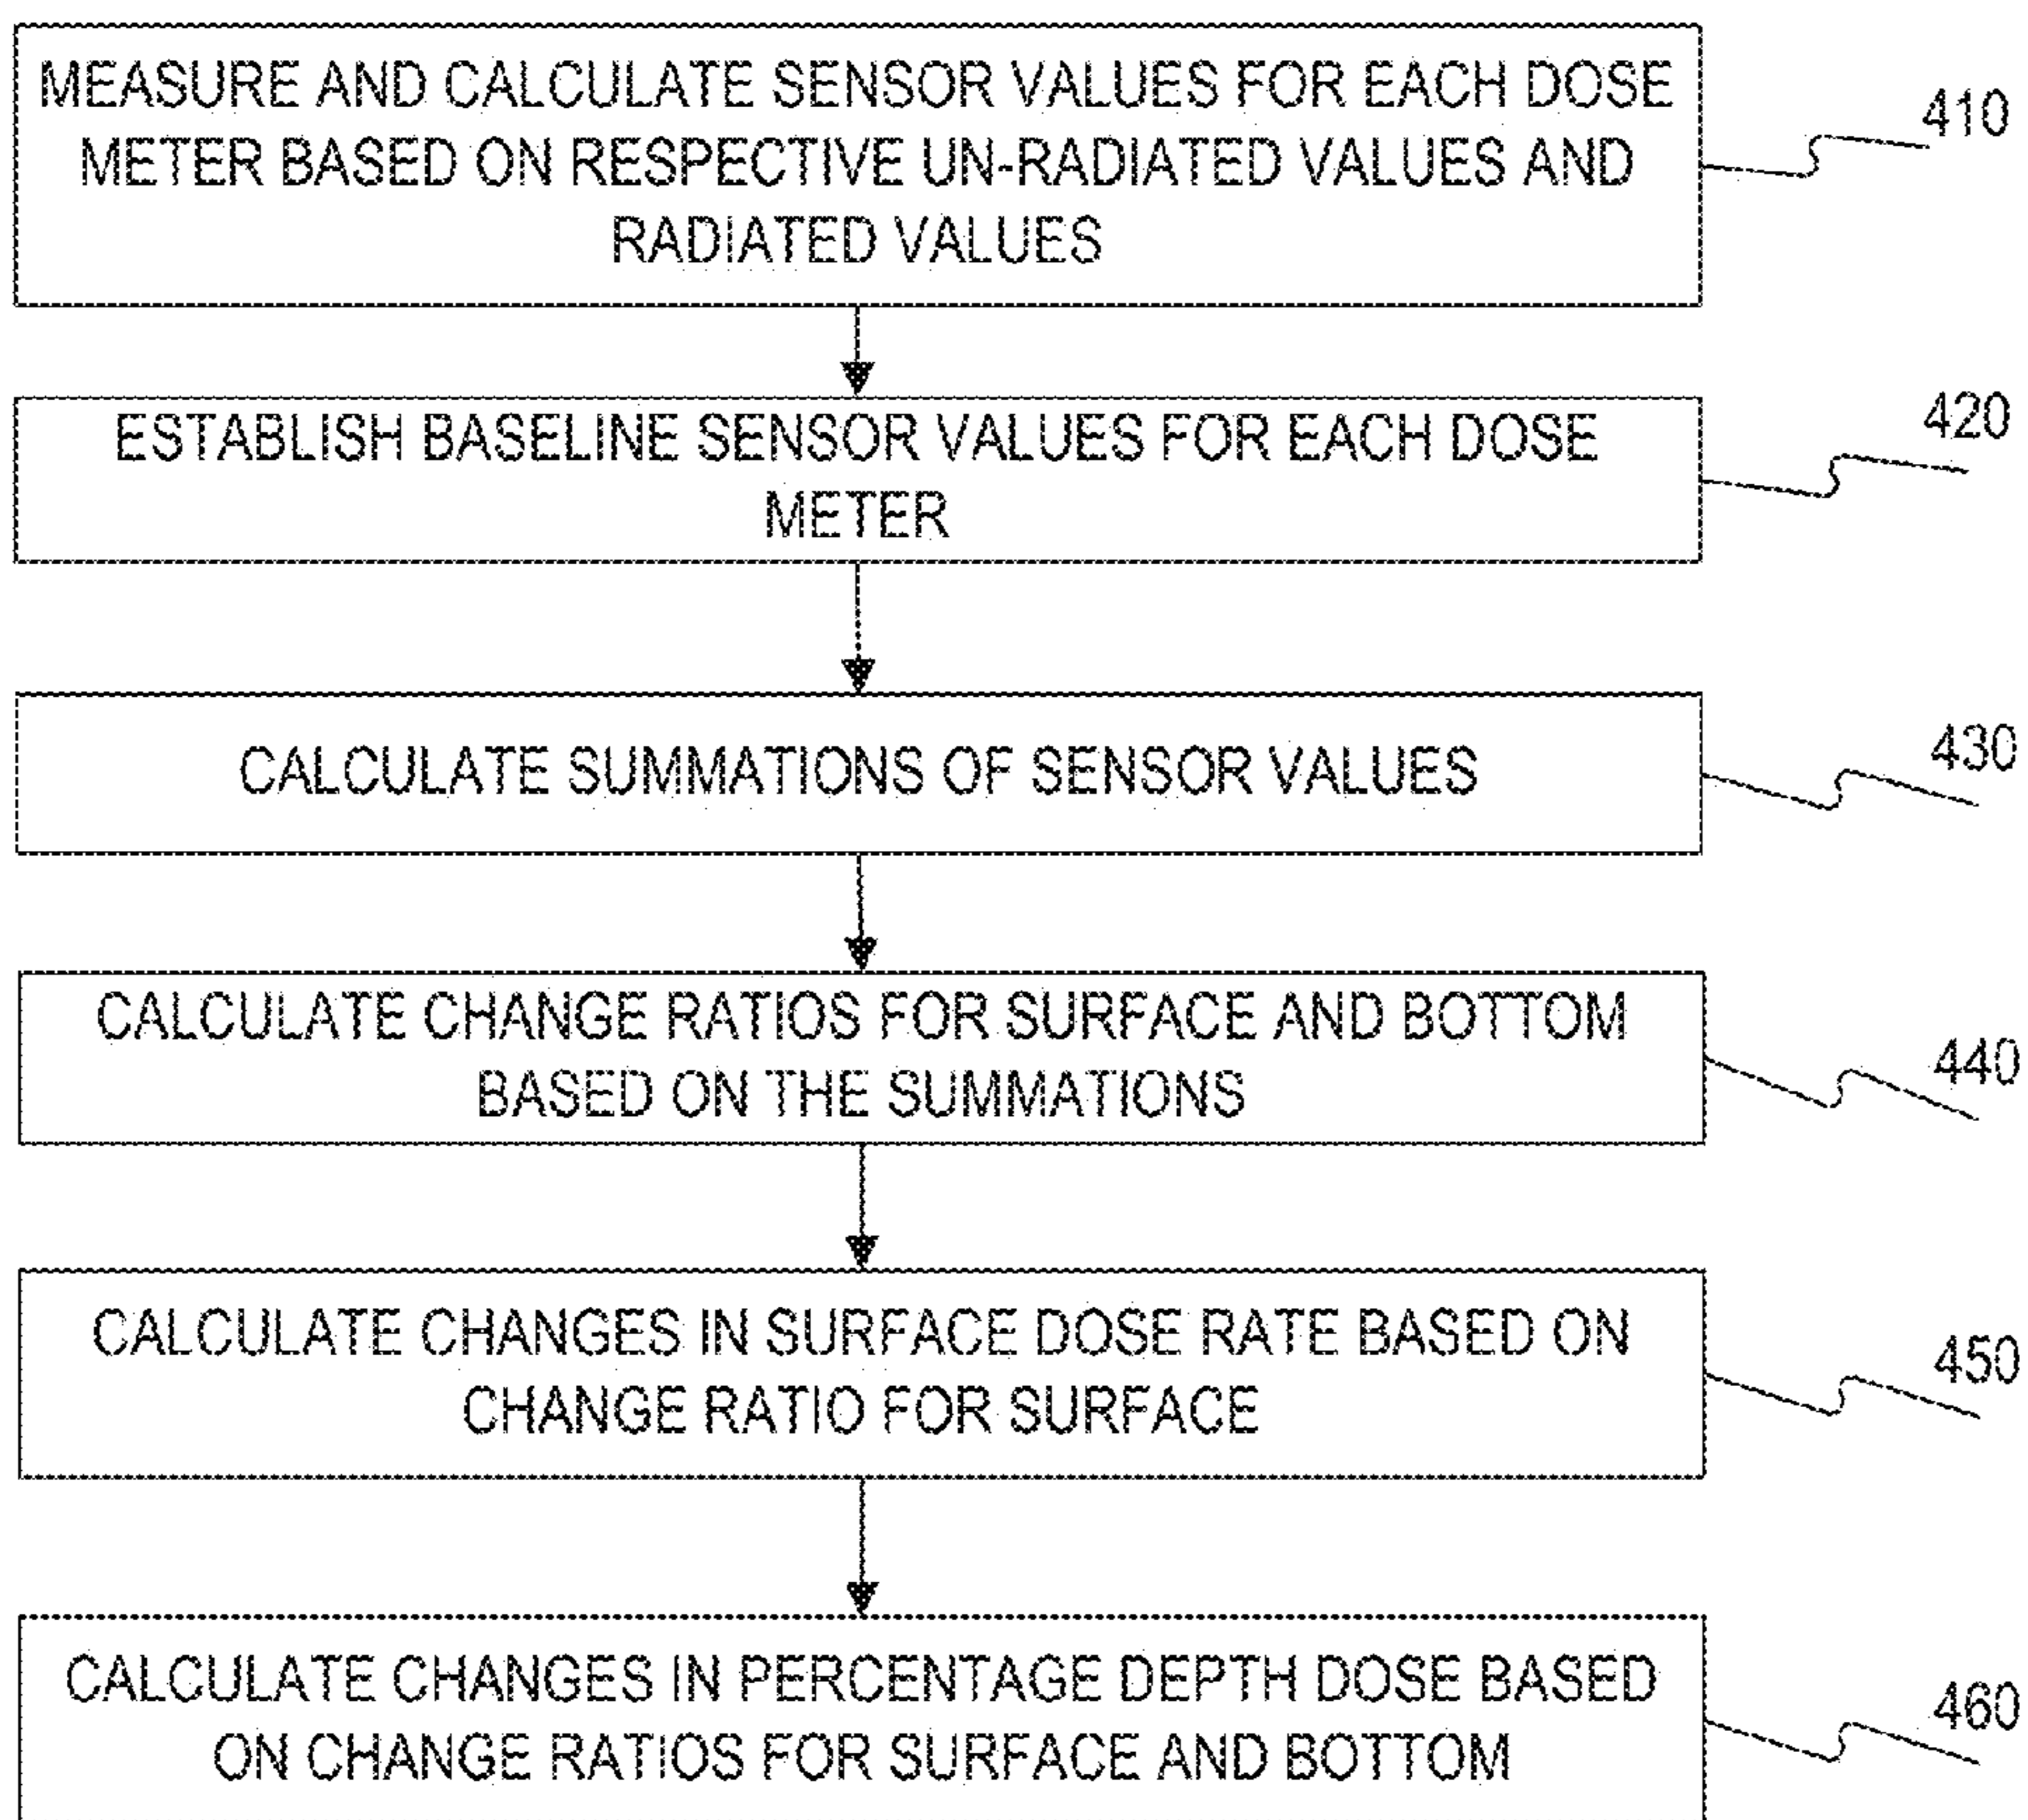 MEASURE AND CALCULATE SENSOR VALUES FOR EACH DOSE
METER BASED ON RESPECTIVE UN-RADIATED VALUES AND
RADIATED VALUES
410
ESTABLISH BASELINE SENSOR VALUES FOR EACH DOSE
METER
420
CALCULATE SUMMATIONS OF SENSOR VALUES
430
CALCULATE CHANGE RATIOS FOR SURFACE AND BOTTOM
BASED ON THE SUMMATIONS
440
CALCULATE CHANGES IN SURFACE DOSE RATE BASED ON
CHANGE RATIO FOR SURFACE
450
CALCULATE CHANGES IN PERCENTAGE DEPTH DOSE BASED
ON CHANGE RATIOS FOR SURFACE AND BOTTOM
460